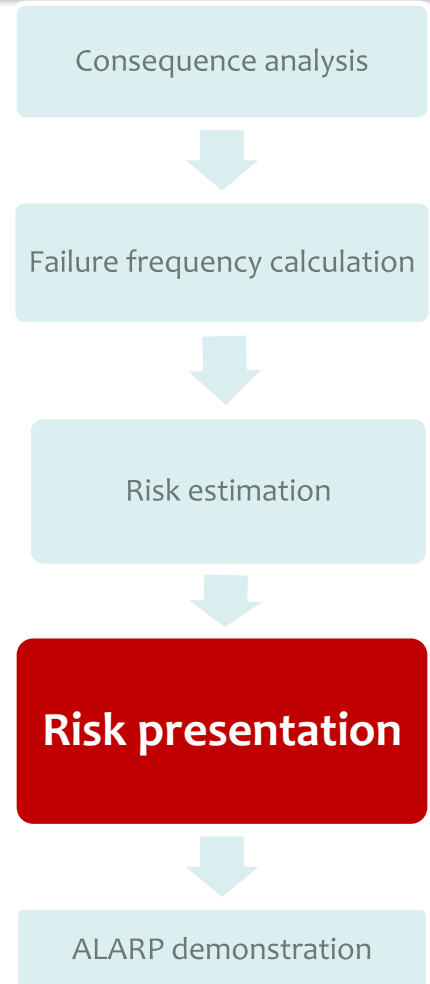 Consequence analysis
Failure frequency calculation
Risk estimation
Risk presentation
ALARP demonstration